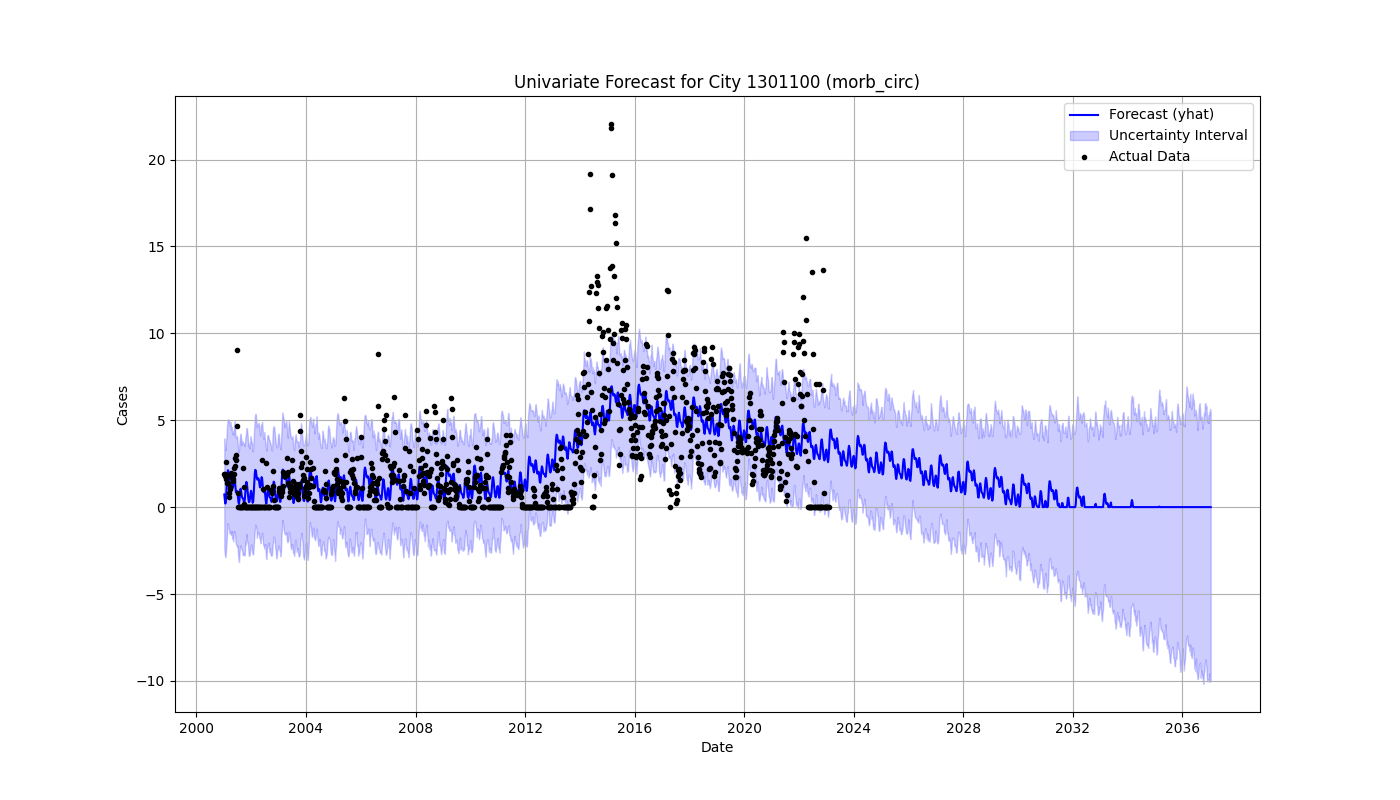 Univariate Forecast for City 1301100 (morb_circ)
Forecast (yhat)
Uncertainty Interval
Actual Data
Cases
20
15
10
5
0
−5
−10
2000 2004 2008 2012 2016 2020 2024 2028 2032 2036
Date